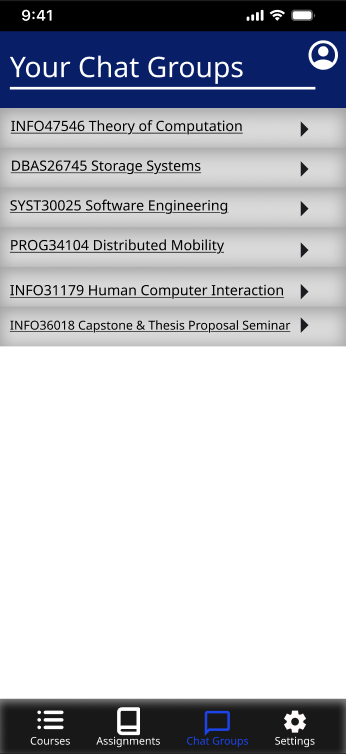 9:41
Your Chat Groups
INFO47546 Theory of Computation
DBAS26745 Storage Systems
SYST30025 Software Engineering
PROG34104 Distributed Mobility
INFO31179 Human Computer Interaction
INFO36018 Capstone & Thesis Proposal Seminar
Courses Assignments Chat Groups Settings